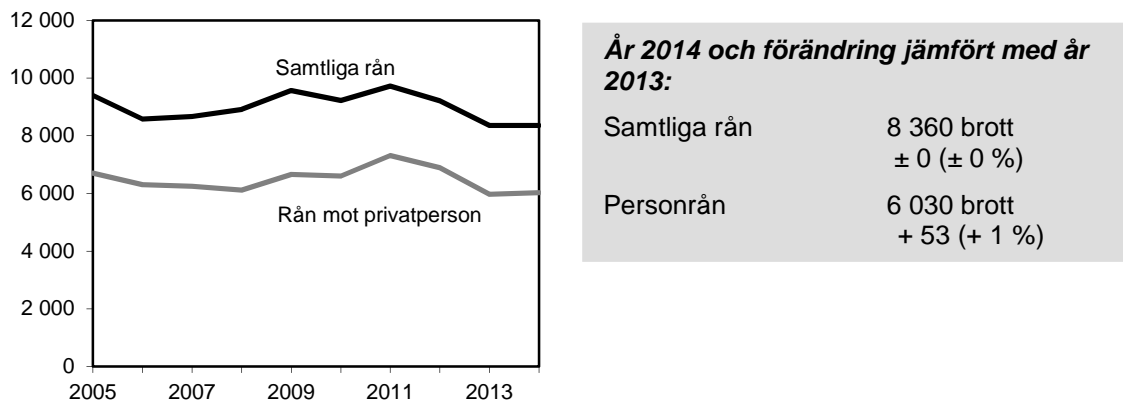 12 000
10 000
8 000
6 000
4 000
2 000
0
Samtliga rån
Rån mot privatperson
2005 2007 2009 2011 2013
År 2014 och förändring jämfört med år
2013:
Samtliga rån 8 360 brott
± 0 (± 0 %)
Personrån 6 030 brott
+ 53 (+ 1 %)